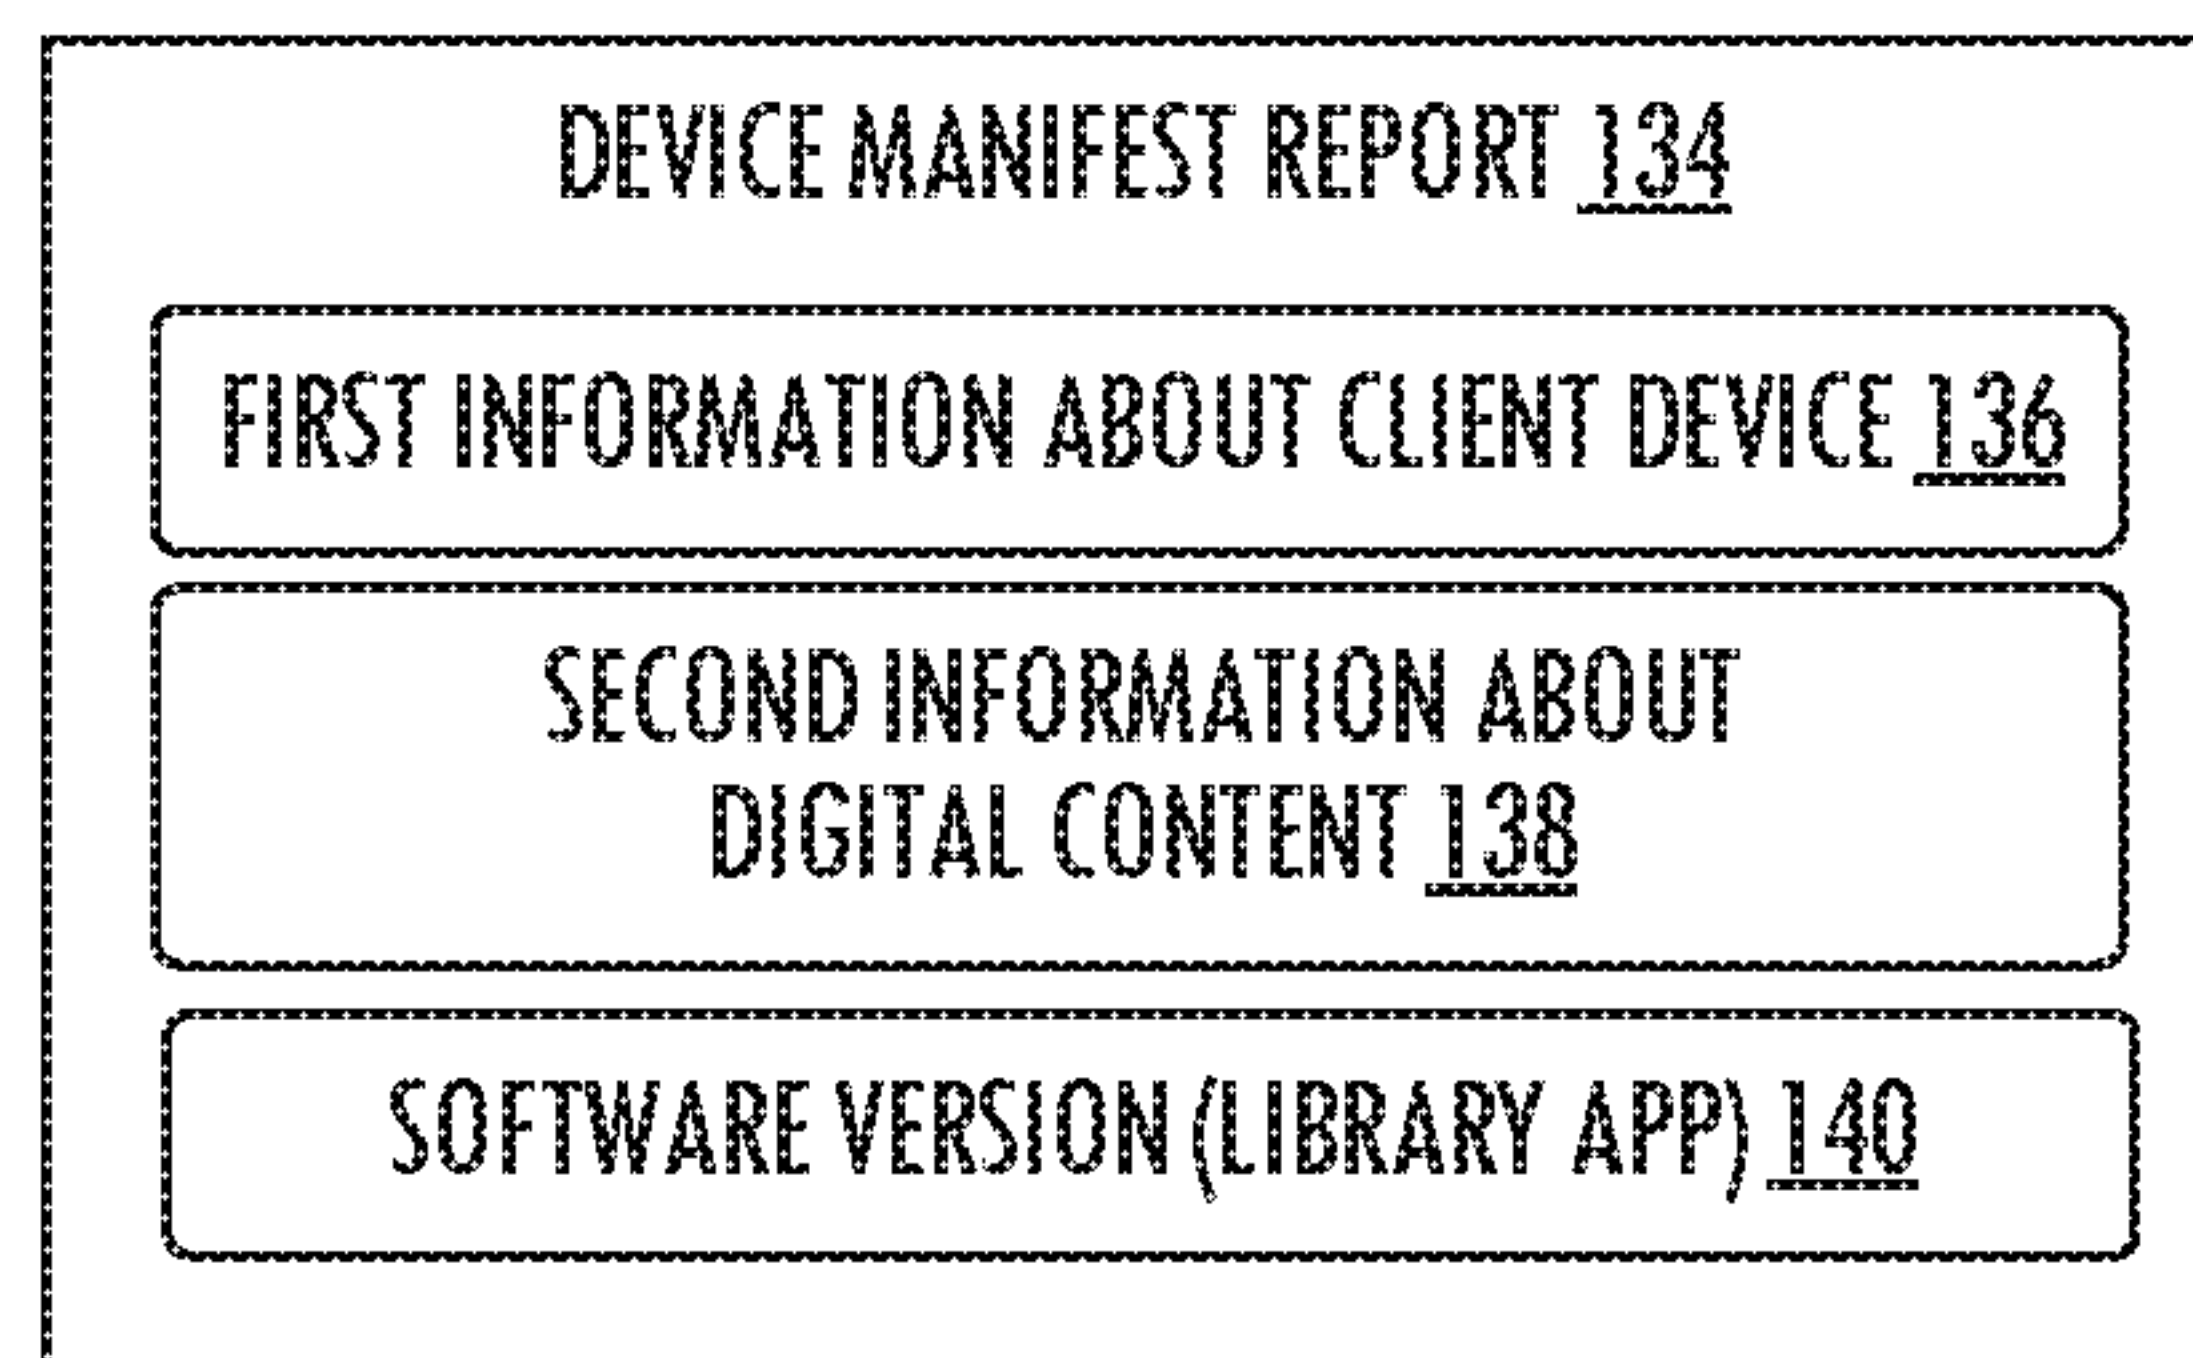 DEVICE MANIFEST REPORT 134
FIRST INFORMATION ABOUT CLIENT DEVICE 136
SECOND INFORMATION ABOUT
DIGITAL CONTENT 138
SOFTWARE VERSION (LIBRARY APP) 140